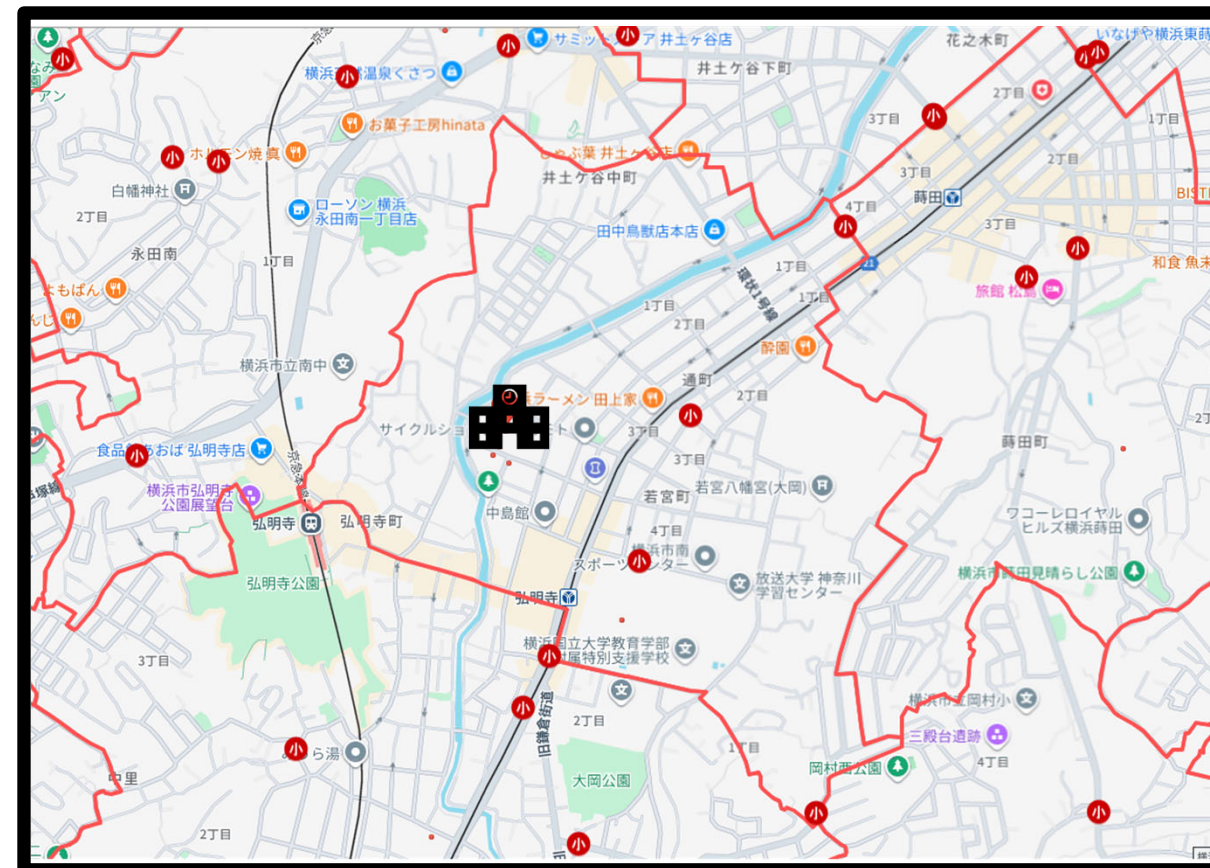 サミットストア 井土ケ谷店
花之木町
いなげや横浜東蒔
横浜天然温泉くさつ
井土ケ谷下町
2丁目
小
お菓子工房hinata
3丁目
1丁目
ホルモン焼 真
しゃぶ葉 井土ケ谷店
3丁目
2丁目
白幡神社
井土ケ谷中町
蒔田
BIST
2丁目
ローソン 横浜
永田南一丁目店
4丁目
田中鳥獣店本店
3丁目
永田南
1丁目
1丁目
21
和食 魚末
よもぱん
環状1号線
旅館 松島
1丁目
1丁目
んじ
2丁目
横浜市立南中
酔園
通町
2丁目
浜ラーメン 田上家
サイクルショ
ト
3丁目
蒔田町
食品館あおば 弘明寺店
3丁目
横浜市弘明寺
公園展望台
若宮八幡宮(大岡)
若宮町
弘明寺
弘明寺町
中島館
4丁目
ワコーレロイヤル
ヒルズ横浜蒔田
横浜市南
スポーツセンター
弘明寺公園
放送大学 神奈川
学習センター
横浜市蒔田見晴らし公園
弘明寺
横浜国立大学教育学部
附属特別支援学校
3丁目
横浜市立岡村小
旧鎌倉街道
2丁目
三殿台遺跡
1丁目
みうら湯
4丁目
中里
大岡公園
岡村西公園
2丁目